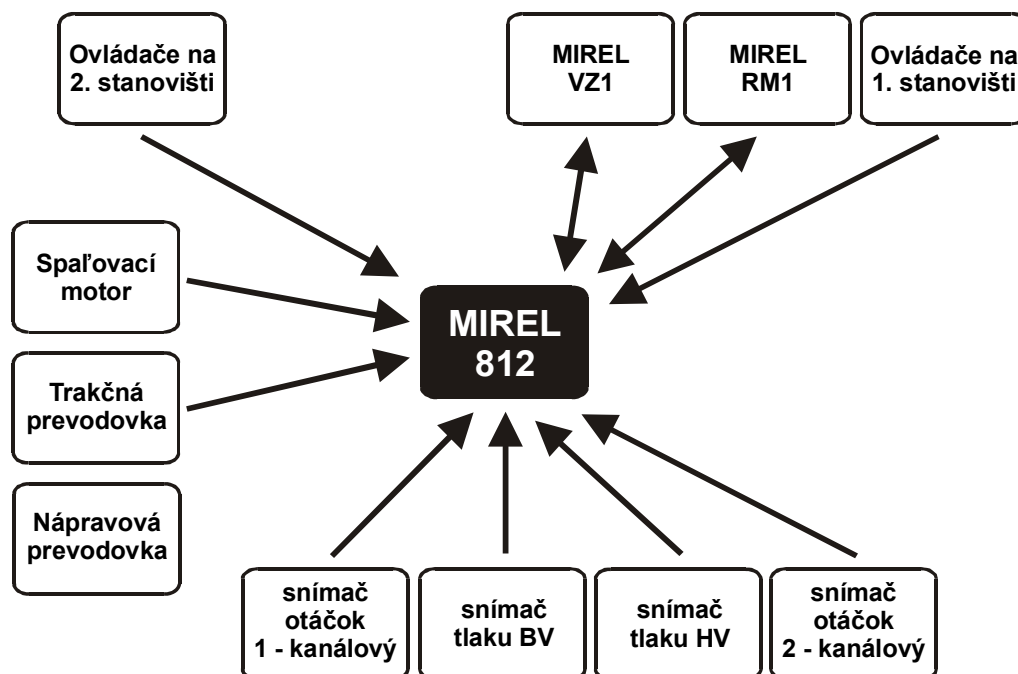 Ovládače na
2. stanovišti
MIREL
VZ1
MIREL
RM1
Ovládače na
1. stanovišti
Spaľovací
motor
MIREL
812
Trakčná
prevodovka
Nápravová
prevodovka
snímač
otáčok
1 - kanálový
snímač
tlaku BV
snímač
tlaku HV
snímač
otáčok
2 - kanálový